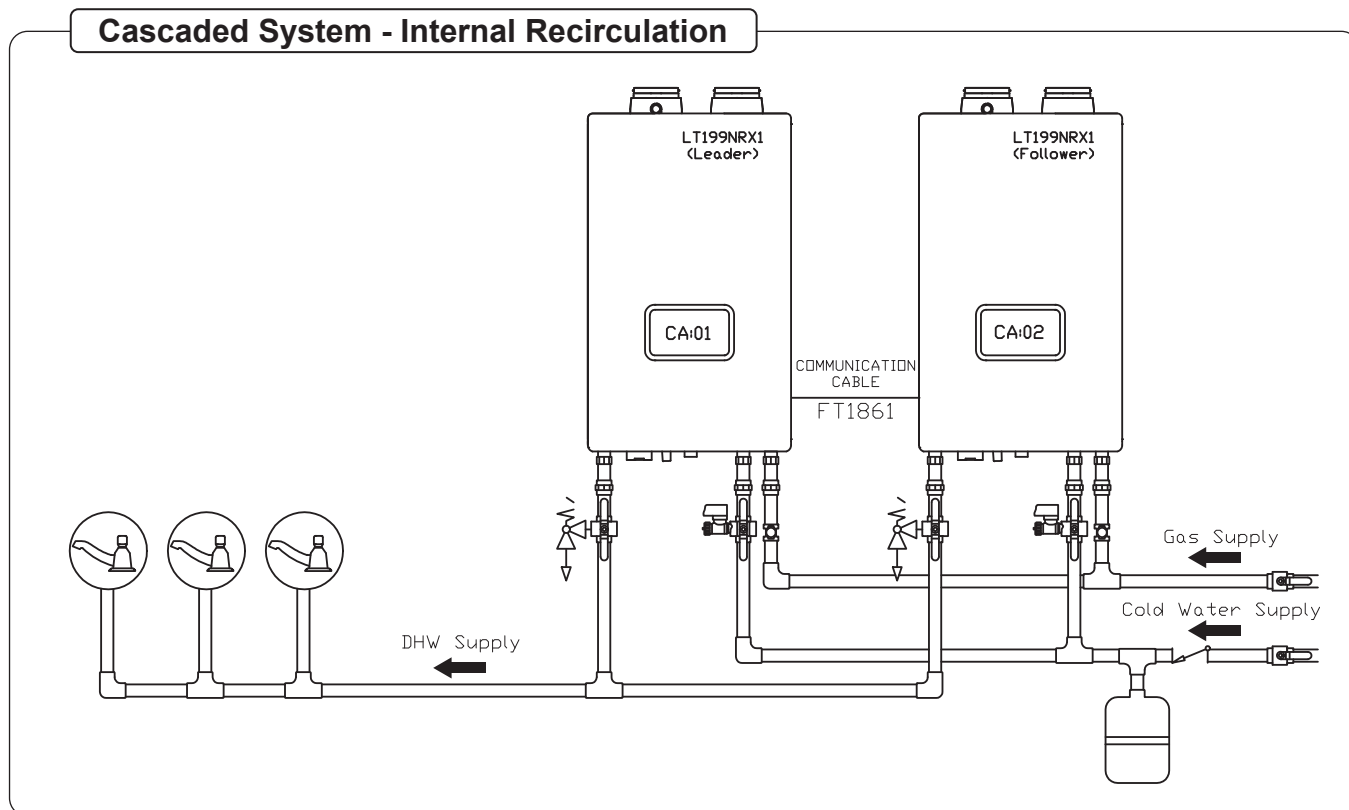 Cascaded System - Internal Recirculation
LT199NRX1
(Leader)
LT199NRX1
(Follower)
CA:01
CA:02
COMMUNICATION
CABLE
FT1861
Gas Supply
Cold Water Supply
DHW Supply